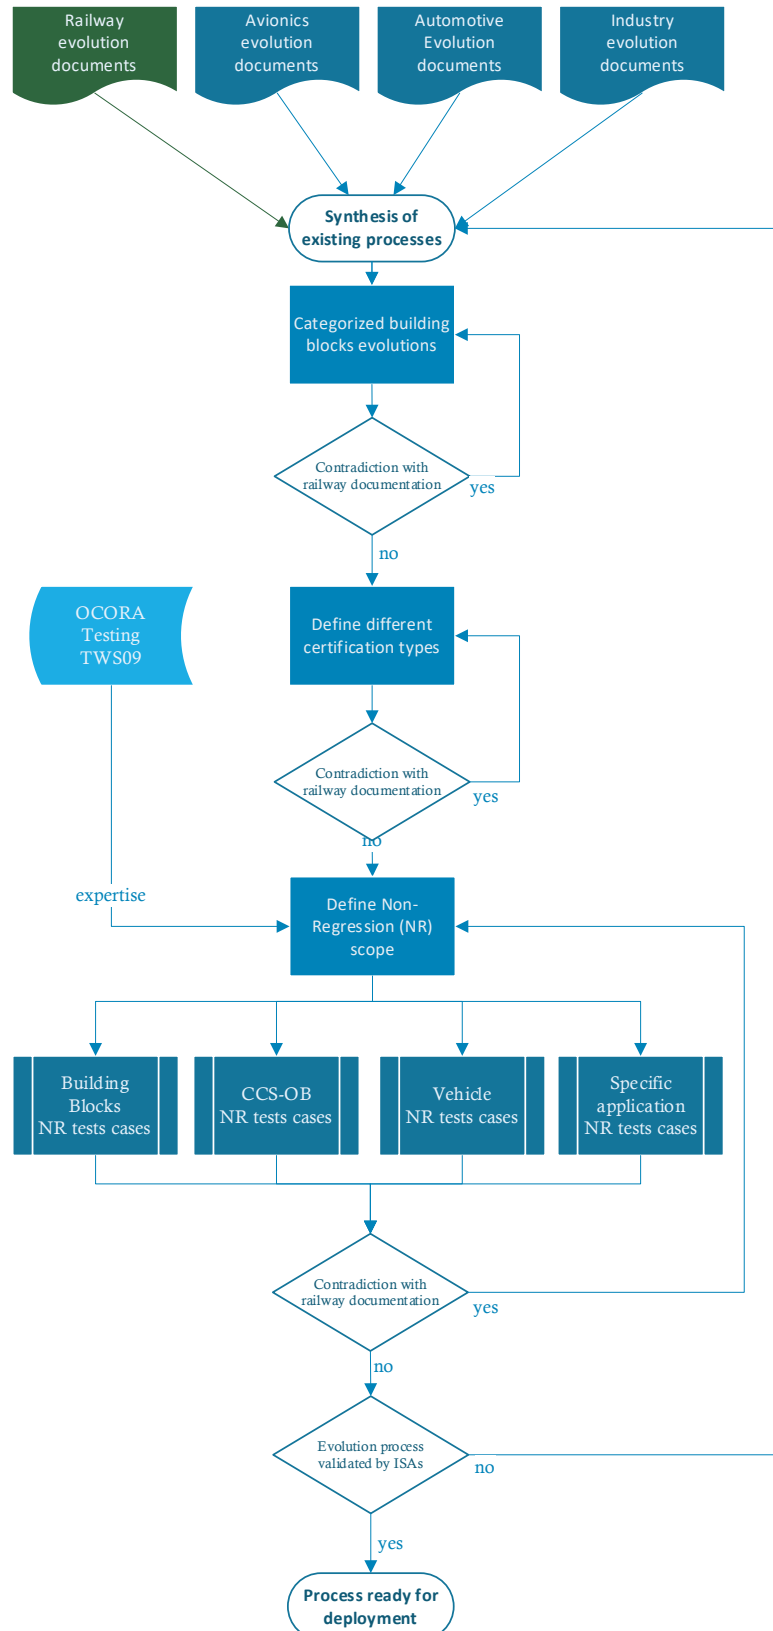 Railway
evolution
documents
Avionics
evolution
documents
Automotive
Evolution
documents
Industry
evolution
documents
Synthesis of
existing processes
Categorized building
blocks evolutions
Contradiction with
railway documentation
yes
no
OCORA
Testing
TWS09
Define different
certification types
Contradiction with
railway documentation
yes
no
expertise
Define Non-
Regression (NR)
scope
Building
Blocks
NR tests cases
CCS-OB
NR tests cases
Vehicle
NR tests cases
Specific
application
NR tests cases
Contradiction with
railway documentation
yes
no
Evolution process
validated by ISAs
no
yes
Process ready for
deployment